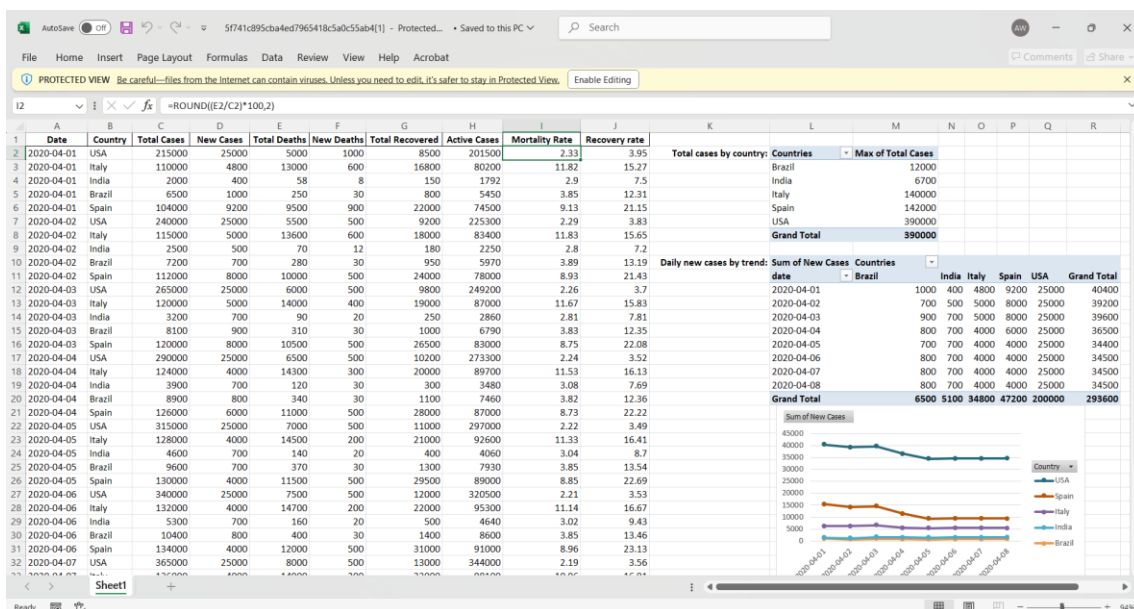 AutoSave Off 5f741c895cba4ed7965418c5a0c55ab4[1] - Protected... • Saved to this PC Search AW
File Home Insert Page Layout Formulas Data Review View Help Acrobat Comments Share
PROTECTED VIEW Be careful—files from the Internet can contain viruses. Unless you need to edit, it's safer to stay in Protected View. Enable Editing
I2 fx =ROUND((E2/C2)*100,2)
A B C D E F G H I J K L M N O P Q R
1 Date Country Total Cases New Cases Total Deaths New Deaths Total Recovered Active Cases Mortality Rate Recovery rate
2 2020-04-01 USA 215000 25000 5000 1000 8500 201500 2.33 3.95 Total cases by country: Countries Max of Total Cases
3 2020-04-01 Italy 110000 4800 13000 600 16800 80200 11.82 15.27 Brazil 12000
4 2020-04-01 India 2000 400 58 8 150 1792 2.9 7.5 India 6700
5 2020-04-01 Brazil 6500 1000 250 30 800 5450 3.85 12.31 Italy 140000
6 2020-04-01 Spain 104000 9200 9500 900 22000 74500 9.13 21.15 Spain 142000
7 2020-04-02 USA 240000 25000 5500 500 9200 225300 2.29 3.83 USA 390000
8 2020-04-02 Italy 115000 5000 13600 600 18000 83400 11.83 15.65 Grand Total 390000
9 2020-04-02 India 2500 500 70 12 180 2250 2.8 7.2
10 2020-04-02 Brazil 7200 700 280 30 950 5970 3.89 13.19 Daily new cases by trend: Sum of New Cases Countries
11 2020-04-02 Spain 112000 8000 10000 500 24000 78000 8.93 21.43 date Brazil India Italy Spain USA Grand Total
12 2020-04-03 USA 265000 25000 6000 500 9800 249200 2.26 3.7 2020-04-01 1000 400 4800 9200 25000 40400
13 2020-04-03 Italy 120000 5000 14000 400 19000 87000 11.67 15.83 2020-04-02 700 500 5000 8000 25000 39200
14 2020-04-03 India 3200 700 90 20 250 2860 2.81 7.81 2020-04-03 900 700 5000 8000 25000 39600
15 2020-04-03 Brazil 8100 900 310 30 1000 6790 3.83 12.35 2020-04-04 800 700 4000 6000 25000 36500
16 2020-04-03 Spain 120000 8000 10500 500 26500 83000 8.75 22.08 2020-04-05 700 700 4000 4000 25000 34400
17 2020-04-04 USA 290000 25000 6500 500 10200 273300 2.24 3.52 2020-04-06 800 700 4000 4000 25000 34500
18 2020-04-04 Italy 124000 4000 14300 300 20000 89700 11.53 16.13 2020-04-07 800 700 4000 4000 25000 34500
19 2020-04-04 India 3900 700 120 30 300 3480 3.08 7.69 2020-04-08 800 700 4000 4000 25000 34500
20 2020-04-04 Brazil 8900 800 340 30 1100 7460 3.82 12.36 Grand Total 6500 5100 34800 47200 200000 293600
21 2020-04-04 Spain 126000 6000 11000 500 28000 87000 8.73 22.22
Sum of New Cases
22 2020-04-05 USA 315000 25000 7000 500 11000 297000 2.22 3.49
45000
23 2020-04-05 Italy 128000 4000 14500 200 21000 92600 11.33 16.41
40000
24 2020-04-05 India 4600 700 140 20 400 4060 3.04 8.7
35000
25 2020-04-05 Brazil 9600 700 370 30 1300 7930 3.85 13.54
30000 Country
26 2020-04-05 Spain 130000 4000 11500 500 29500 89000 8.85 22.69
25000 USA
27 2020-04-06 USA 340000 25000 7500 500 12000 320500 2.21 3.53
20000 Spain
28 2020-04-06 Italy 132000 4000 14700 200 22000 95300 11.14 16.67
15000
29 2020-04-06 India 5300 700 160 20 500 4640 3.02 9.43
10000 Italy
30 2020-04-06 Brazil 10400 800 400 30 1400 8600 3.85 13.46
5000 India
31 2020-04-06 Spain 134000 4000 12000 500 31000 91000 8.96 23.13
0 Brazil
32 2020-04-07 USA 365000 25000 8000 500 13000 344000 2.19 3.56
2020-04-01 2020-04-02 2020-04-03 2020-04-04 2020-04-05 2020-04-06 2020-04-07 2020-04-08
Sheet1
Ready 94%